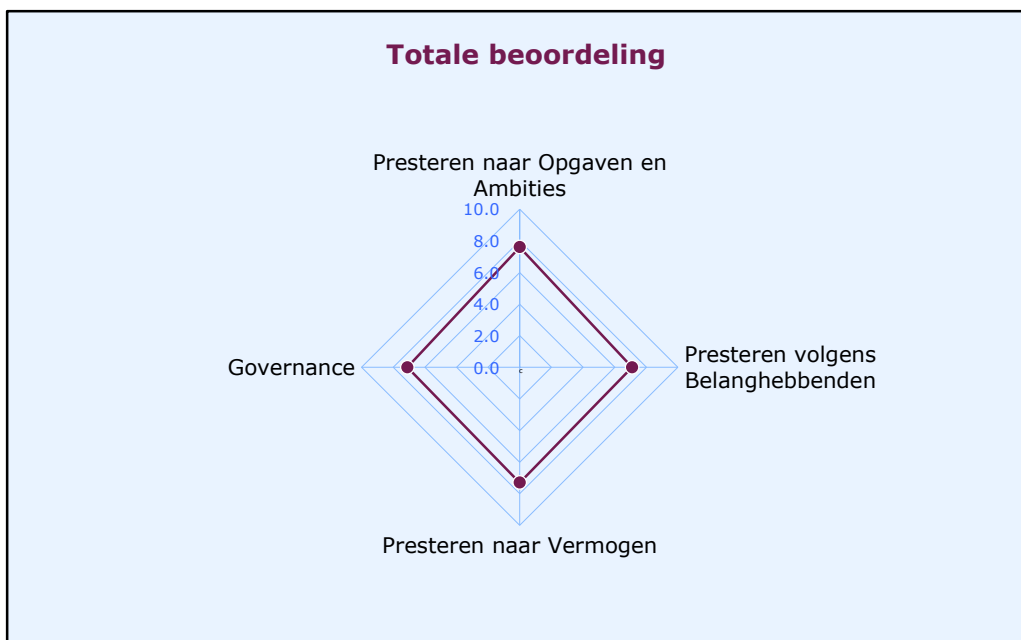 Totale beoordeling
Presteren naar Opgaven en
Ambities
10.0
8.0
6.0
4.0
2.0
0.0
c
Governance
Presteren volgens
Belanghebbenden
Presteren naar Vermogen